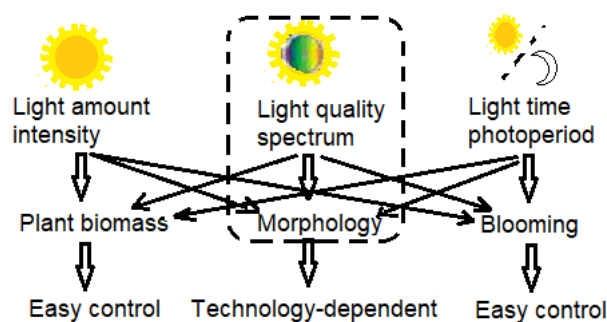 Light amount
intensity
Light quality
spectrum
Light time
photoperiod
Plant biomass
Morphology
Blooming
Easy control
Technology-dependent
Easy control